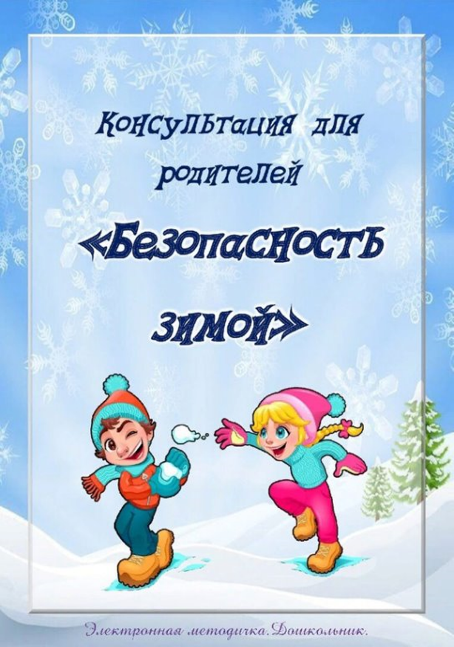 Консультация для
родителей
«Безопасность
зимой»
Электронная методичка.Дошкольник.